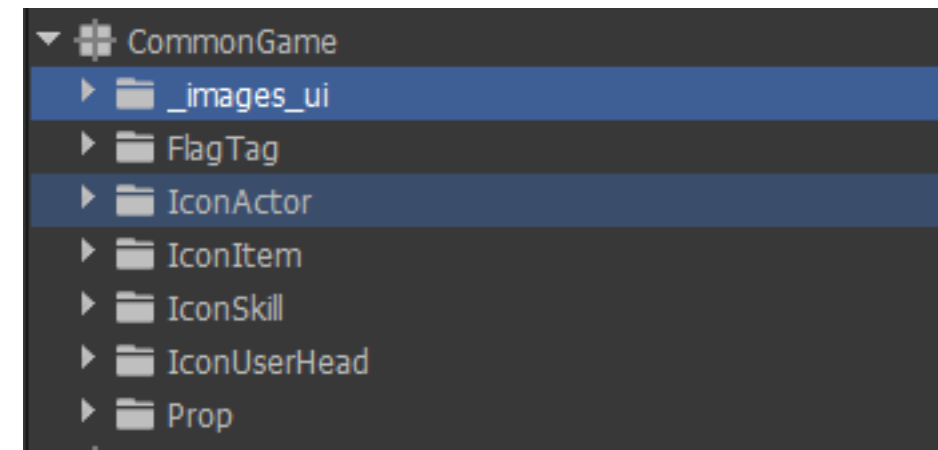 CommonGame
_images_ui
FlagTag
IconActor
IconItem
IconSkill
IconUserHead
Prop